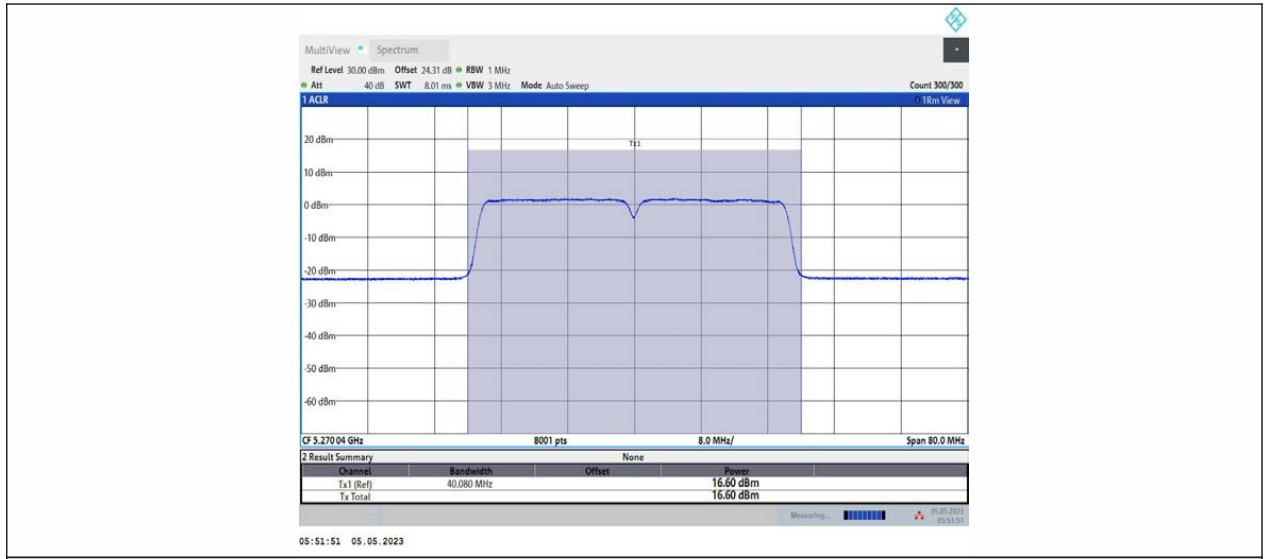 MultiView Spectrum
Ref Level 30.00 dBm Offset 24.31 dB RBW 1 MHz
Att 40 dB SWT 8.01 ms VBW 3 MHz Mode Auto Sweep Count 300/300
1 ACLR 1Rm View
Tx1
20 dBm
10 dBm
0 dBm
-10 dBm
-20 dBm
-30 dBm
-40 dBm
-50 dBm
-60 dBm
CF 5.270 04 GHz 8001 pts 8.0 MHz/ Span 80.0 MHz
2 Result Summary None
Channel Bandwidth Offset Power
Tx1 (Ref) 40.080 MHz 16.60 dBm
Tx Total 16.60 dBm
Measuring... 05.05.2023
05:51:51
05:51:51 05.05.2023